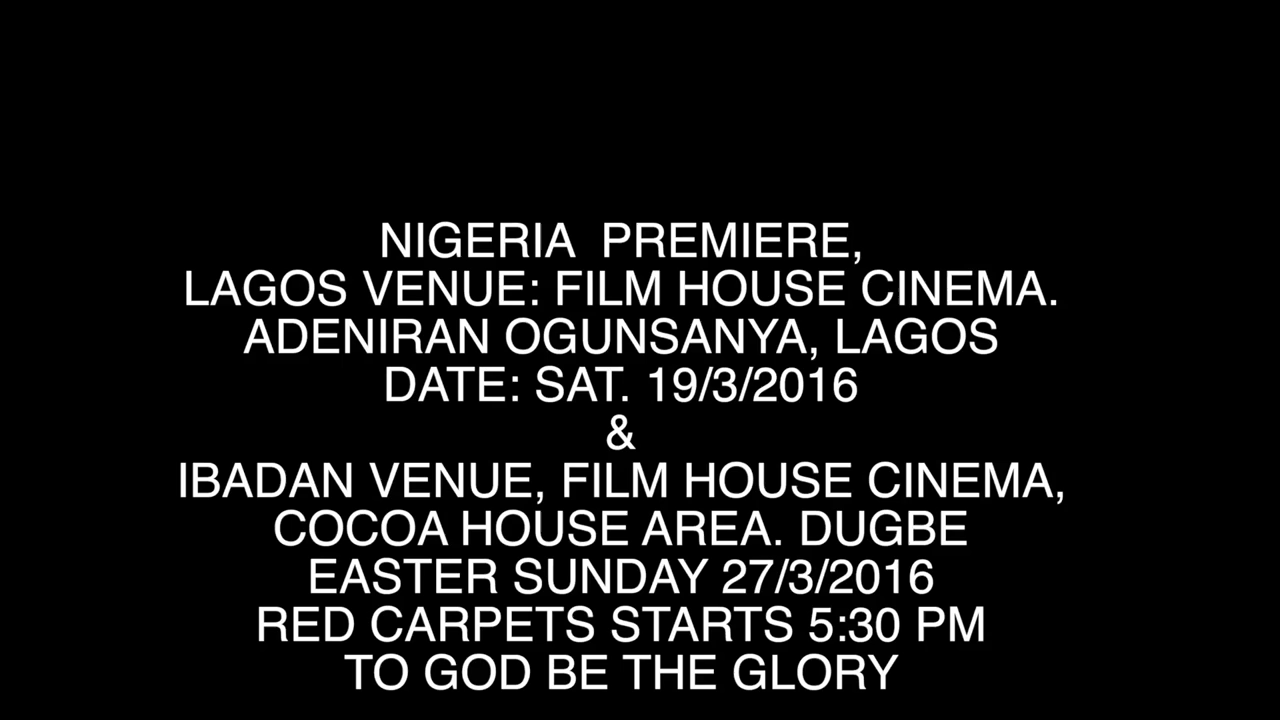 NIGERIA  PREMIERE,
LAGOS VENUE: FILM HOUSE CINEMA.
ADENIRAN OGUNSANYA, LAGOS
DATE: SAT. 19/3/2016
&
IBADAN VENUE, FILM HOUSE CINEMA,
COCOA HOUSE AREA. DUGBE
EASTER SUNDAY 27/3/2016
RED CARPETS STARTS 5:30 PM
TO GOD BE THE GLORY